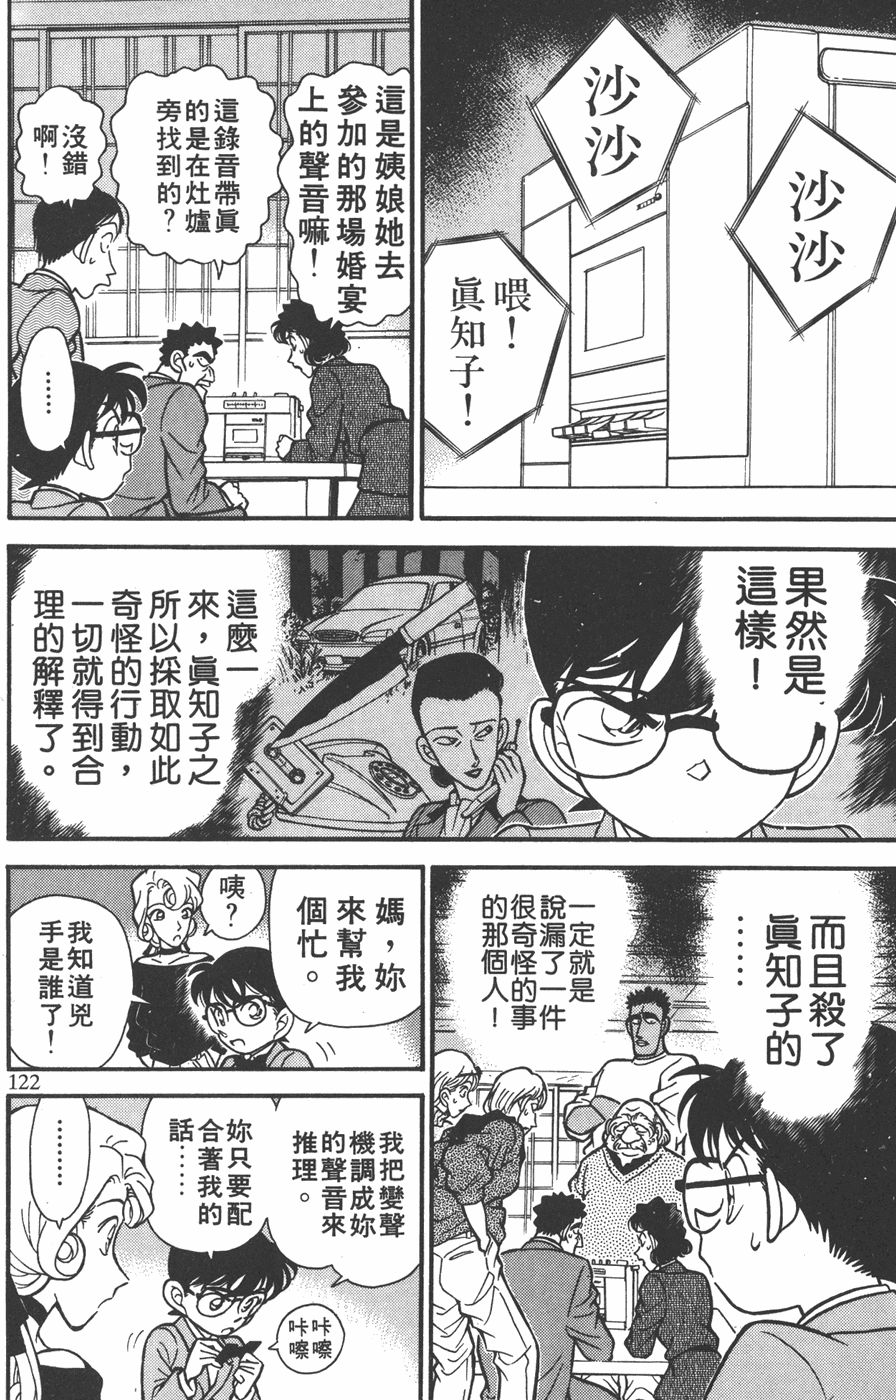 沙
沙
沙
沙
喂！
眞知子！
這是姨娘她去
參加的那場婚宴
上的聲音嘛！
這錄音帶眞
的是在灶爐
旁找到的？
沒錯
啊！
……
果然是
這樣！
這麼一
來，眞知子之
所以採取如此
奇怪的行動，
一切就得到合
理的解釋了。
而且殺了
眞知子的
……
一定就是
說漏了一件
很奇怪的事
的那個人！
媽，妳
來幫我
個忙。
咦？
我知道兇
手是誰了！
我把變聲
機調成妳
的聲音來
推理。
妳只要配
合著我的
話……
咔嚓
咔嚓
……
122